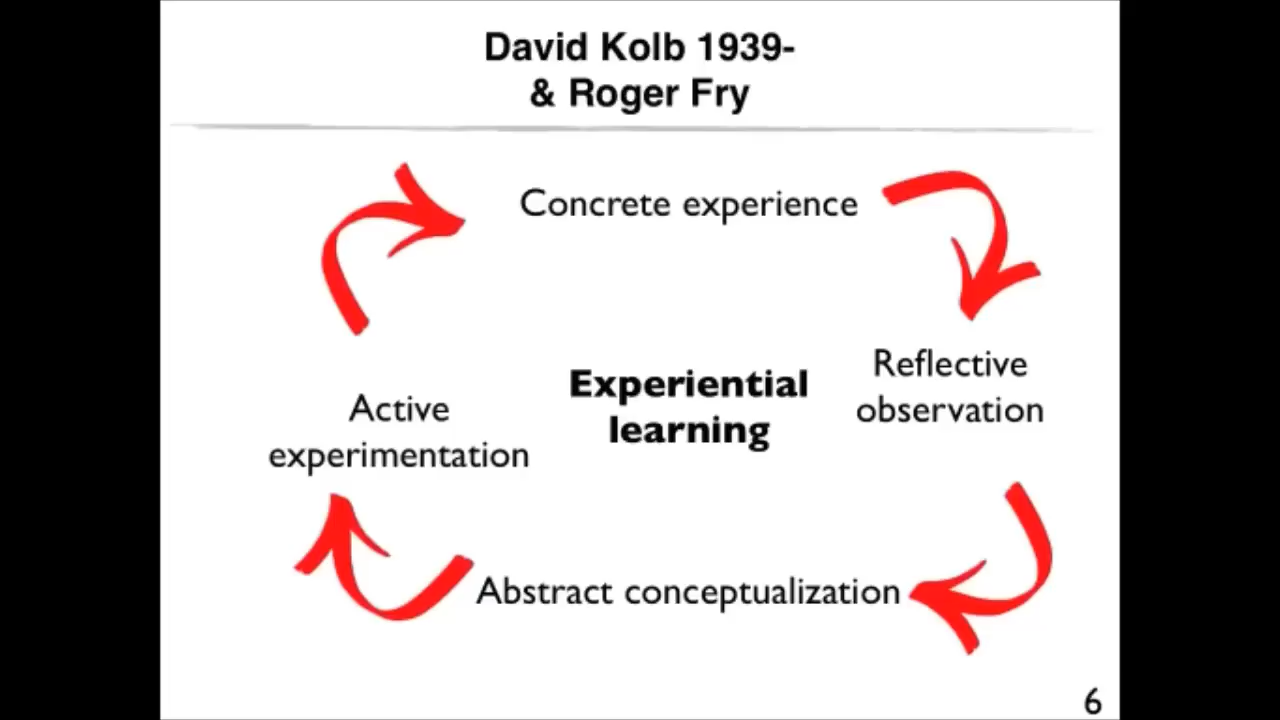 David Kolb 1939-
& Roger Fry
Concrete experience
Reflective
observation
Experiential
learning
Active
experimentation
Abstract conceptualization
6